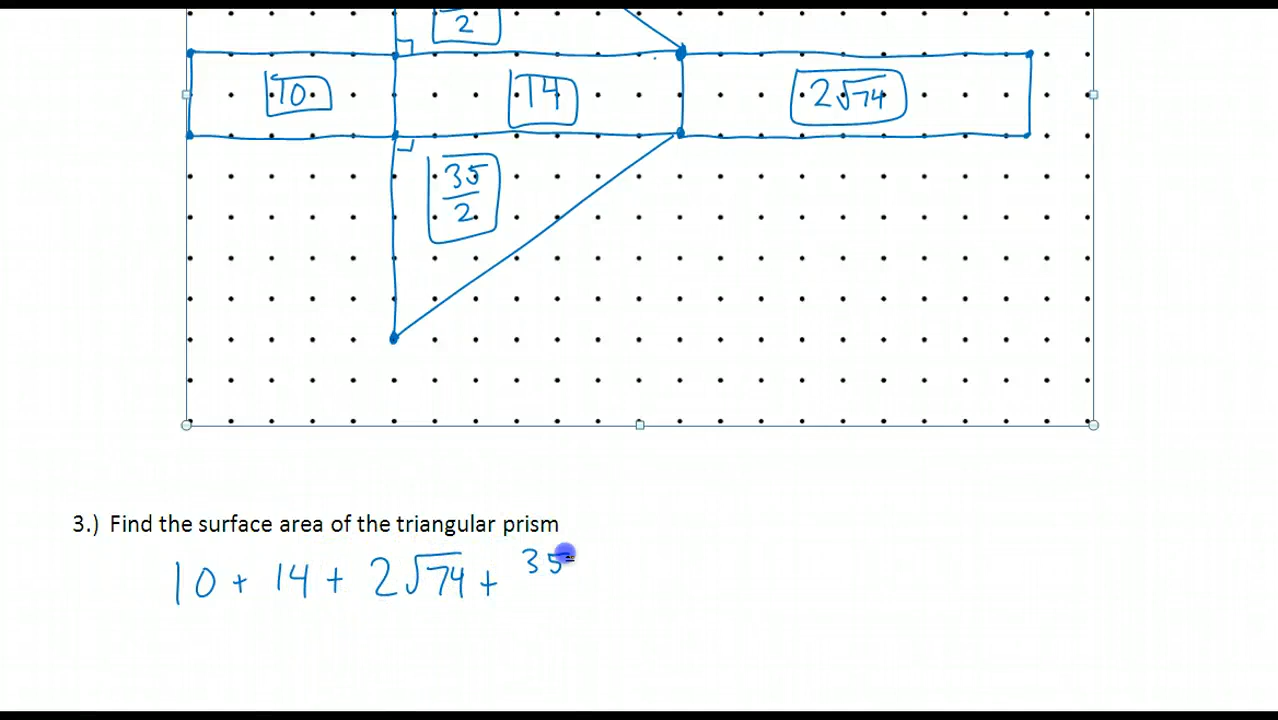 2
10 14 2√74
35
2
3.) Find the surface area of the triangular prism
10 + 14 + 2√74 + 35